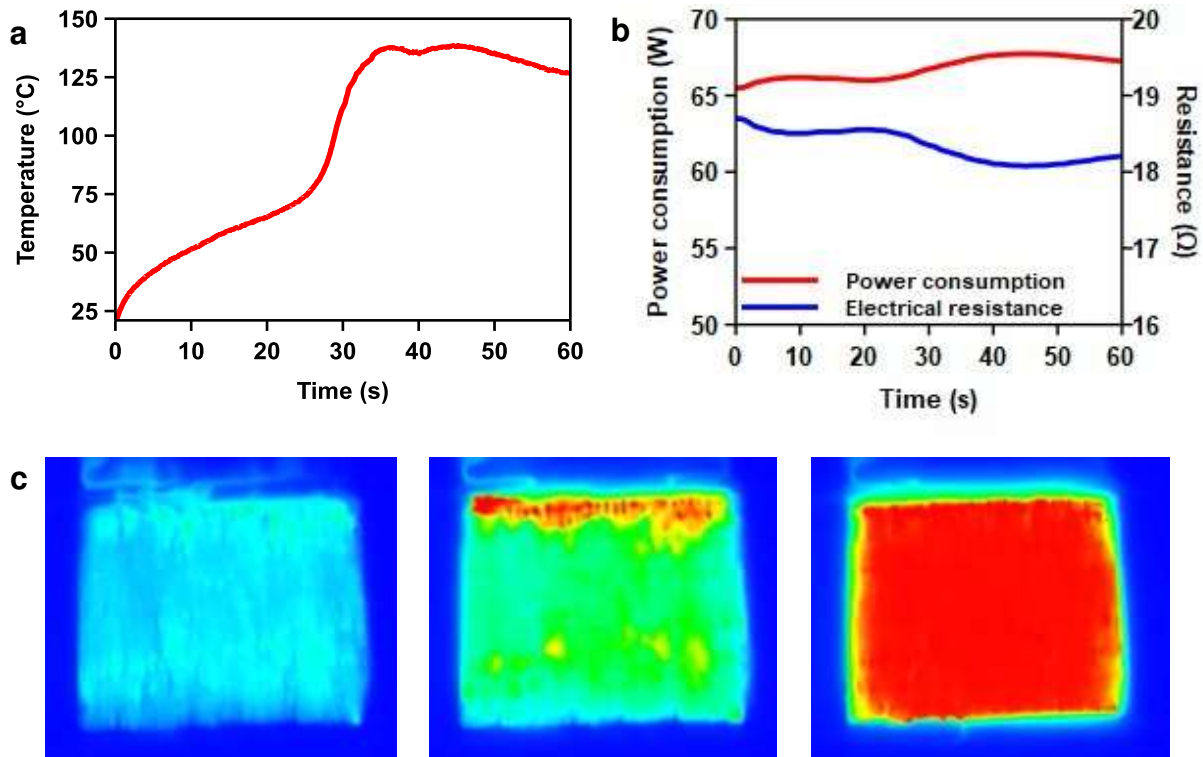 a
150
125
100
75
50
25
Temperature (°C)
0 10 20 30 40 50 60
Time (s)
b
70
65
60
55
50
Power consumption (W)
20
19
18
17
16
Resistance (Ω)
Power consumption
Electrical resistance
0 10 20 30 40 50 60
Time (s)
c